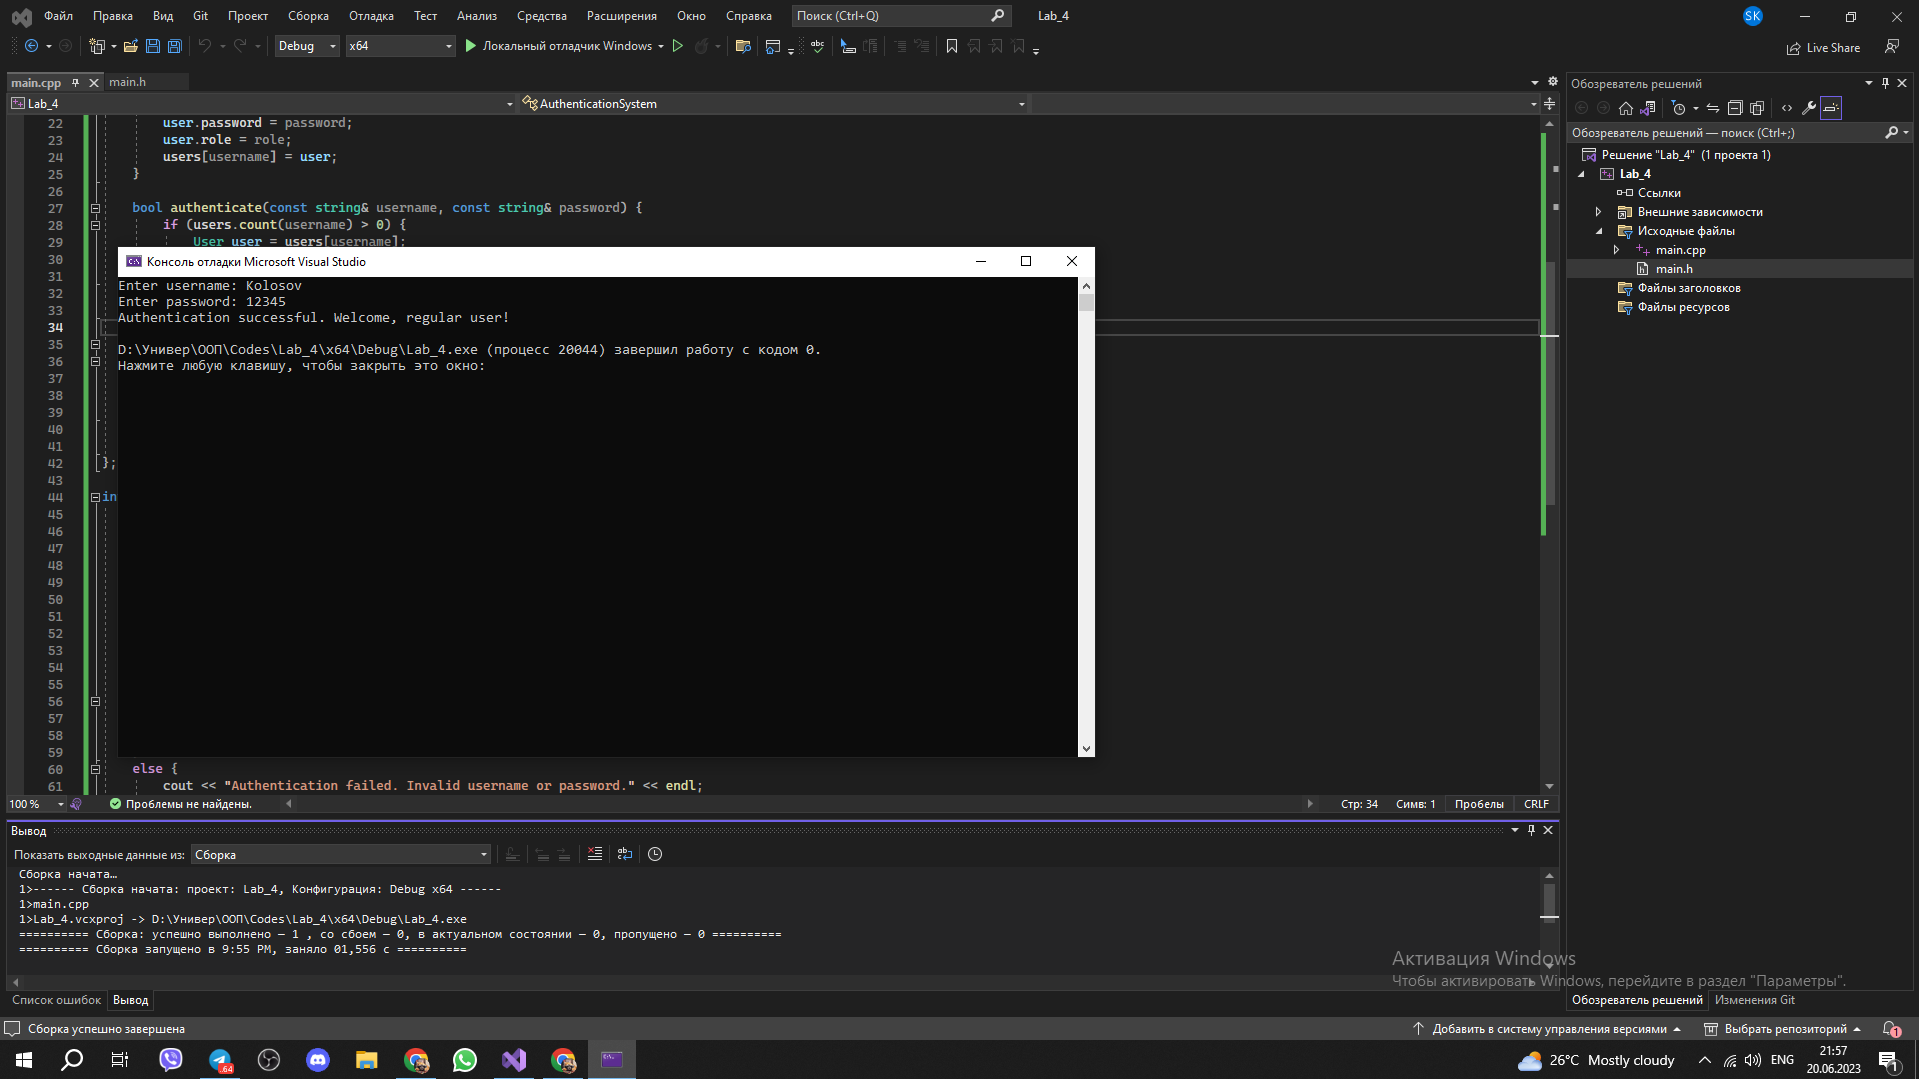 Файл Правка Вид Git Проект Сборка Отладка Тест Анализ Средства Расширения Окно Справка Поиск (Ctrl+Q) Lab_4 SK
Debug x64 Локальный отладчик Windows Live Share
main.cpp main.h
Lab_4 AuthenticationSystem
22 user.password = password;
23 user.role = role;
24 users[username] = user;
25 }
26
27 bool authenticate(const string& username, const string& password) {
28 if (users.count(username) > 0) {
29 User user = users[username];
30
31
32
33
34
35
36
37
38
39
40
41
42 };
43
44 in
45
46
47
48
49
50
51
52
53
54
55
56
57
58
59
60 else {
61 cout << "Authentication failed. Invalid username or password." << endl;
Консоль отладки Microsoft Visual Studio
Enter username: Kolosov
Enter password: 12345
Authentication successful. Welcome, regular user!
D:\Универ\ООП\Codes\Lab_4\x64\Debug\Lab_4.exe (процесс 20044) завершил работу с кодом 0.
Нажмите любую клавишу, чтобы закрыть это окно:
100 % Проблемы не найдены. Стр: 34 Симв: 1 Пробелы CRLF
Вывод
Показать выходные данные из: Сборка
Сборка начата…
1>------ Сборка начата: проект: Lab_4, Конфигурация: Debug x64 ------
1>main.cpp
1>Lab_4.vcxproj -> D:\Универ\ООП\Codes\Lab_4\x64\Debug\Lab_4.exe
========== Сборка: успешно выполнено — 1 , со сбоем — 0, в актуальном состоянии — 0, пропущено — 0 ==========
========== Сборка запущено в 9:55 PM, заняло 01,556 с ==========
Список ошибок Вывод
Обозреватель решений
Обозреватель решений — поиск (Ctrl+;)
Решение "Lab_4" (1 проекта 1)
Lab_4
Ссылки
Внешние зависимости
Исходные файлы
main.cpp
main.h
Файлы заголовков
Файлы ресурсов
Активация Windows
Чтобы активировать Windows, перейдите в раздел "Параметры".
Обозреватель решений Изменения Git
Сборка успешно завершена Добавить в систему управления версиями Выбрать репозиторий 1
64 26°C Mostly cloudy ENG 21:57
20.06.2023 1